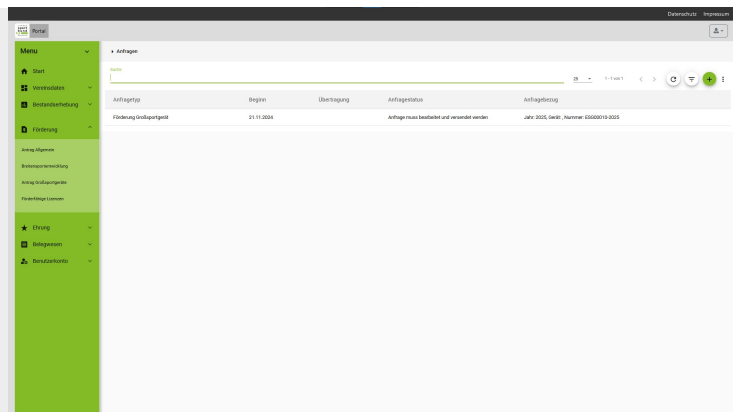 Datenschutz Impressum
Portal
Menu
Anfragen
Start
Vereinsdaten
Bestandserhebung
Förderung
Antrag Allgemein
Breitensportentwicklung
Antrag Großsportgeräte
Förderfähige Lizenzen
Ehrung
Belegwesen
Benutzerkonto
Suche
25
1 - 1 von 1
Anfragetyp Beginn Übertragung Anfragestatus Anfragebezug
Förderung Großsportgerät 21.11.2024 Anfrage muss bearbeitet und versendet werden Jahr: 2025, Gerät: , Nummer: ESG00010-2025